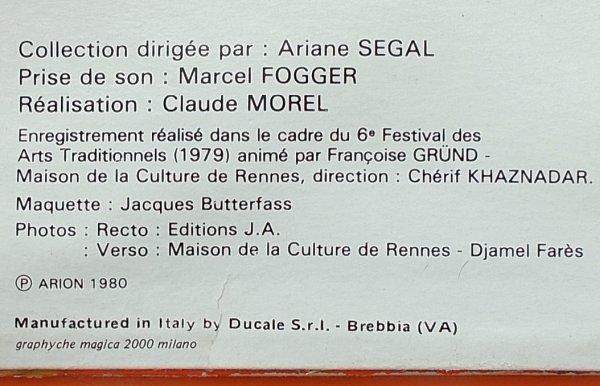 Collection dirigée par : Ariane SEGAL
Prise de son : Marcel FOGGER
Réalisation : Claude MOREL
Enregistrement réalisé dans le cadre du 6e Festival des
Arts Traditionnels (1979) animé par Françoise GRÜND -
Maison de la Culture de Rennes, direction : Chérif KHAZNADAR.
Maquette : Jacques Butterfass
Photos : Recto : Editions J.A.
: Verso : Maison de la Culture de Rennes - Djamel Farès
Ⓟ ARION 1980
Manufactured in Italy by Ducale S.r.l. - Brebbia (VA)
graphyche magica 2000 milano